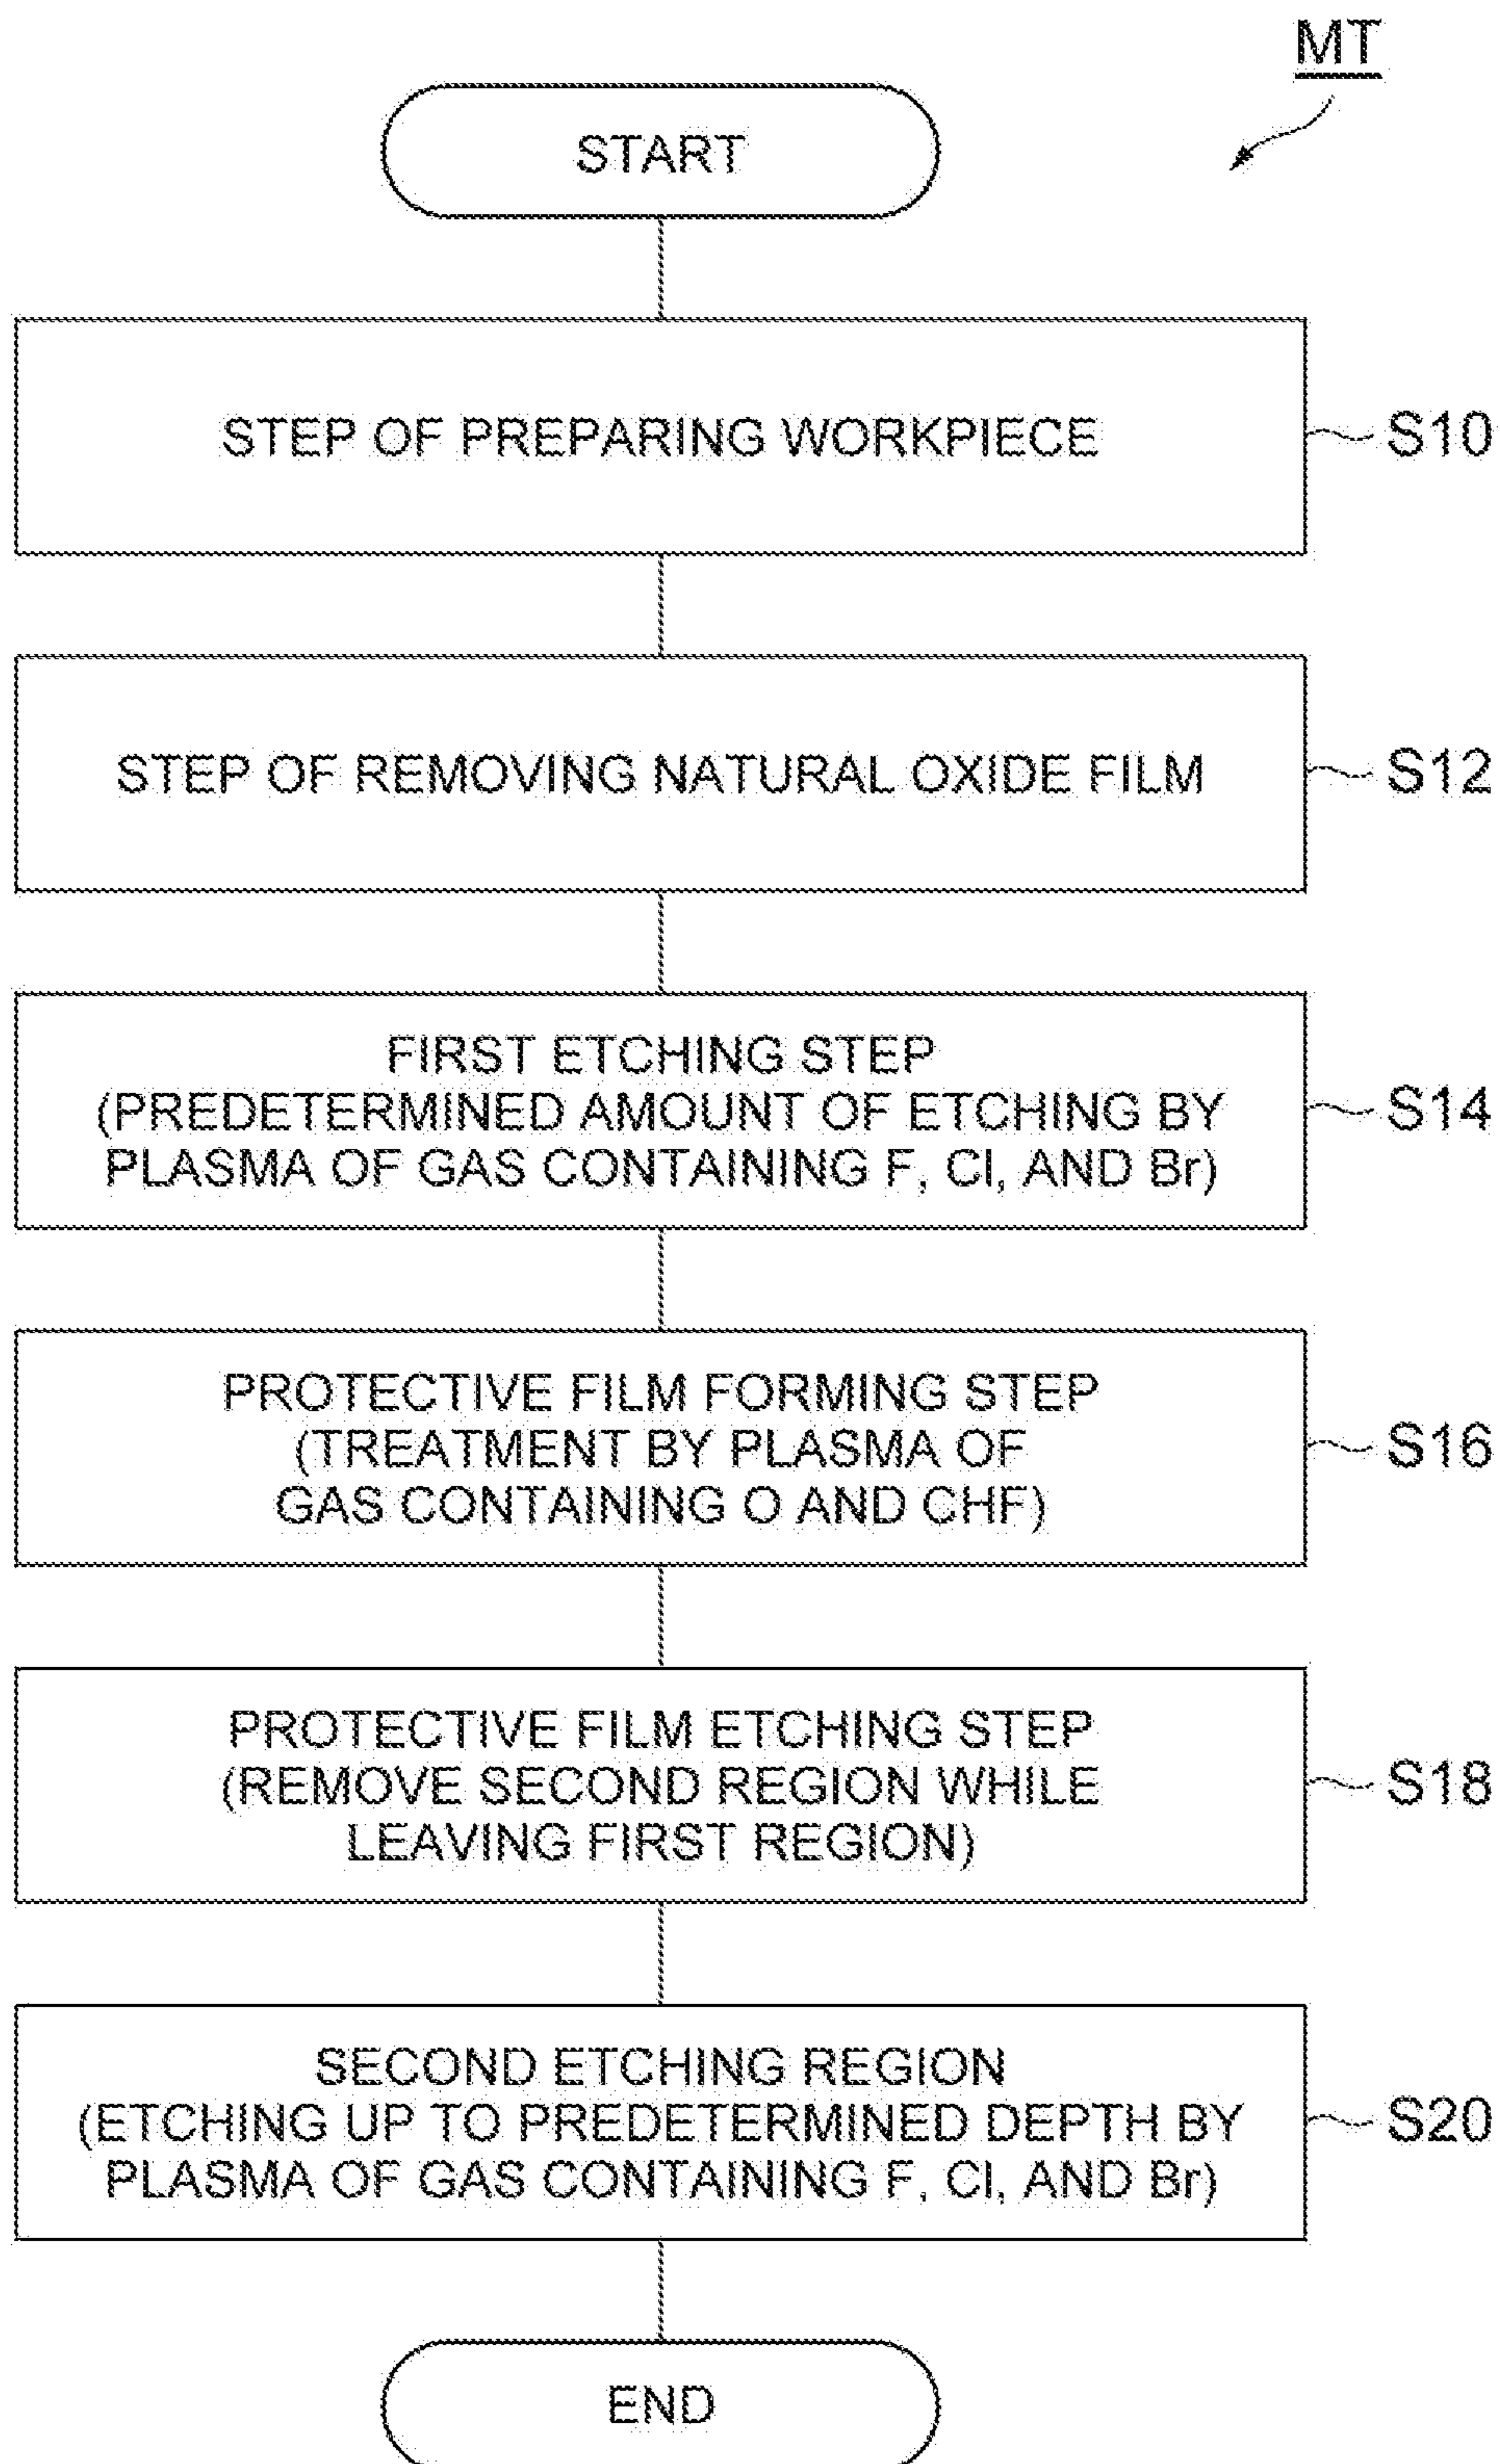 MT
START
STEP OF PREPARING WORKPIECE
S10
STEP OF REMOVING NATURAL OXIDE FILM
S12
FIRST ETCHING STEP
(PREDETERMINED AMOUNT OF ETCHING BY
PLASMA OF GAS CONTAINING F, Cl, AND Br)
S14
PROTECTIVE FILM FORMING STEP
(TREATMENT BY PLASMA OF
GAS CONTAINING O AND CHF)
S16
PROTECTIVE FILM ETCHING STEP
(REMOVE SECOND REGION WHILE
LEAVING FIRST REGION)
S18
SECOND ETCHING REGION
(ETCHING UP TO PREDETERMINED DEPTH BY
PLASMA OF GAS CONTAINING F, Cl, AND Br)
S20
END